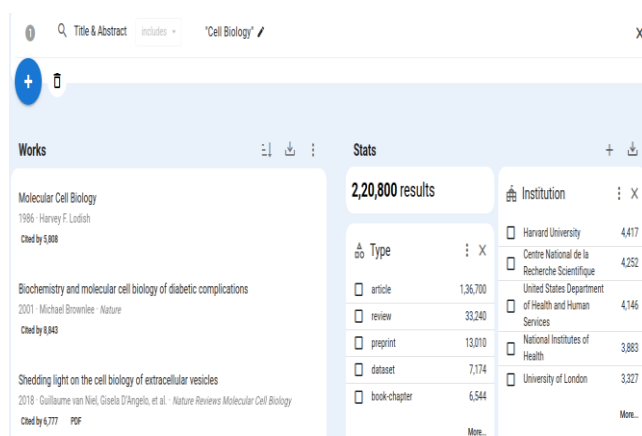 1 Title & Abstract includes "Cell Biology"
Works
Molecular Cell Biology
1986 · Harvey F. Lodish
Cited by 5,808
Biochemistry and molecular cell biology of diabetic complications
2001 · Michael Brownlee · Nature
Cited by 8,843
Shedding light on the cell biology of extracellular vesicles
2018 · Guillaume van Niel, Gisela D'Angelo, et al. · Nature Reviews Molecular Cell Biology
Cited by 6,777 PDF
Stats
2,20,800 results
Type
article 1,36,700
review 33,240
preprint 13,010
dataset 7,174
book-chapter 6,544
More...
Institution
Harvard University 4,417
Centre National de la
Recherche Scientifique 4,252
United States Department
of Health and Human 4,146
Services
National Institutes of
Health 3,883
University of London 3,327
More...